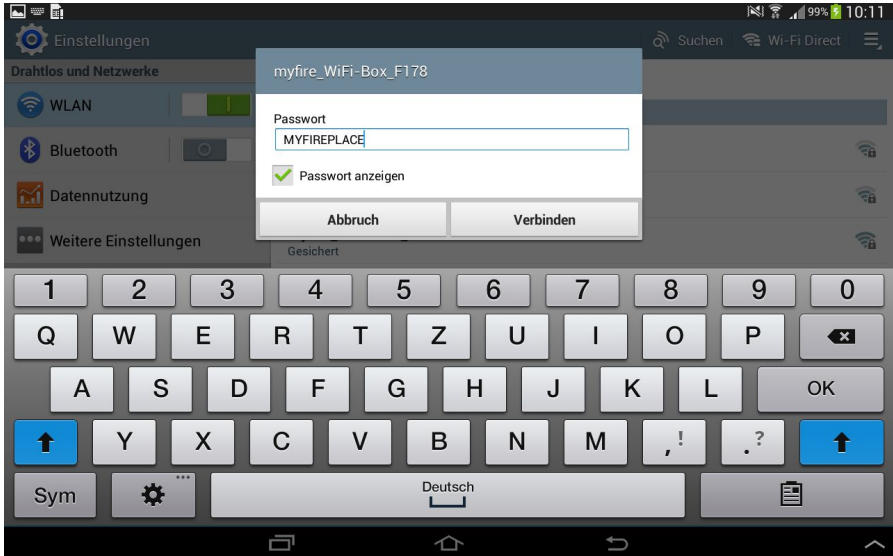 99% 10:11
Einstellungen Suchen Wi-Fi Direct
Drahtlos und Netzwerke
myfire_WiFi-Box_F178
WLAN
Passwort
MYFIREPLACE
Bluetooth
Passwort anzeigen
Datennutzung
Abbruch Verbinden
Weitere Einstellungen
Gesichert
1 2 3 4 5 6 7 8 9 0
Q W E R T Z U I O P
A S D F G H J K L OK
Y X C V B N M , ! . ?
Sym Deutsch